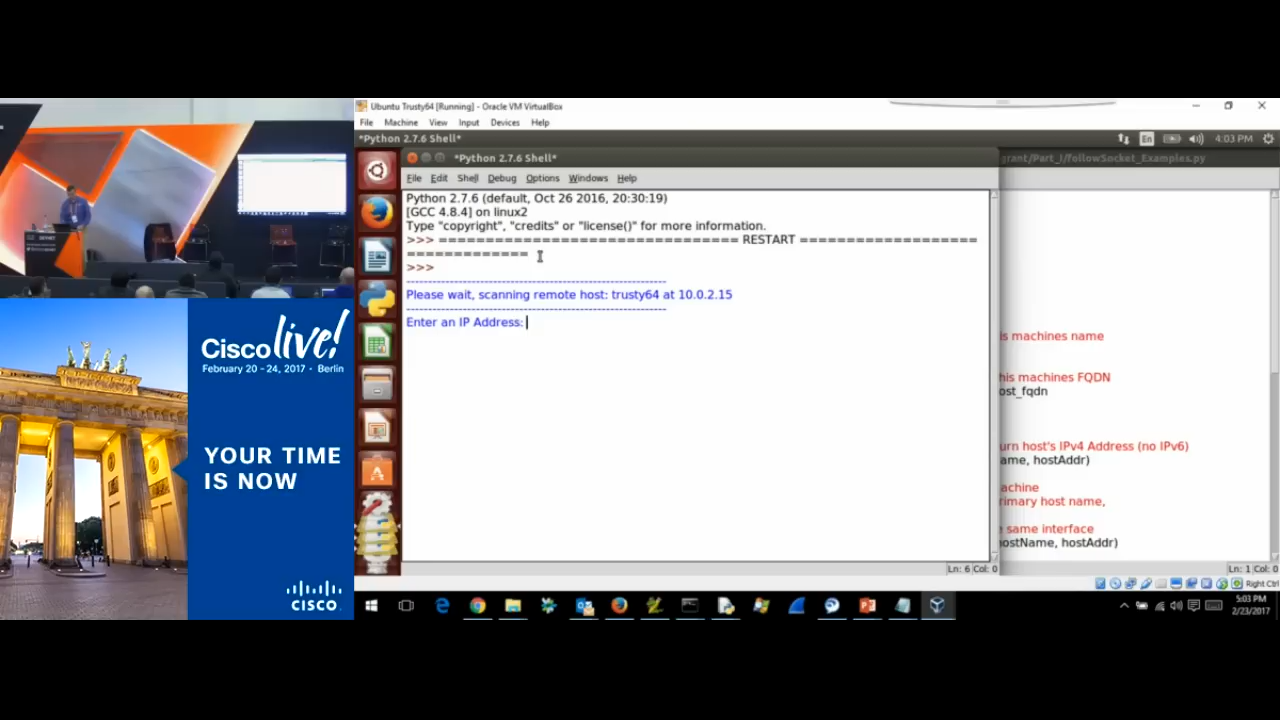 Ubuntu Trusty64 [Running] - Oracle VM VirtualBox
File Machine View Input Devices Help
*Python 2.7.6 Shell*
En
4:03 PM
*Python 2.7.6 Shell*
grant/Part_I/followSocket_Examples.py
File Edit Shell Debug Options Windows Help
Python 2.7.6 (default, Oct 26 2016, 20:30:19)
[GCC 4.8.4] on linux2
Type "copyright", "credits" or "license()" for more information.
>>> ================================ RESTART ===================
=============
>>>
------------------------------------------------------------
Please wait, scanning remote host: trusty64 at 10.0.2.15
------------------------------------------------------------
Enter an IP Address:
is machines name
his machines FQDN
ost_fqdn
urn host's IPv4 Address (no IPv6)
ame, hostAddr)
achine
rimary host name,
e same interface
hostName, hostAddr)
Ln: 6 Col: 0
Ln: 1 Col: 0
Right Ctrl
5:03 PM
2/23/2017
Cisco live!
February 20 - 24, 2017 · Berlin
YOUR TIME
IS NOW
CISCO